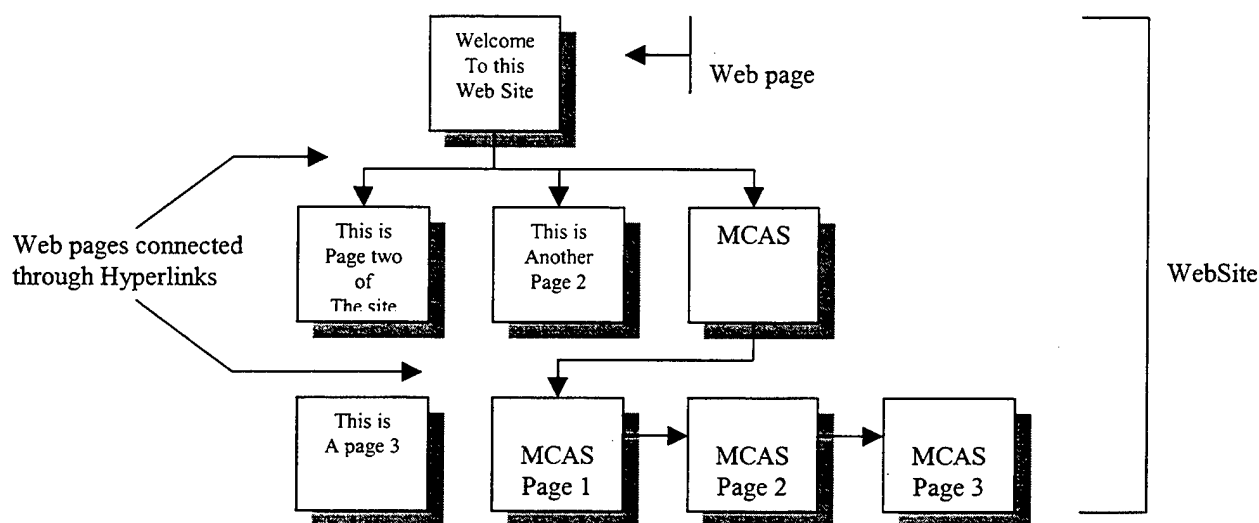 Welcome
To this
Web Site
Web page
Web pages connected
through Hyperlinks
This is
Page two
of
The site
This is
Another
Page 2
MCAS
WebSite
This is
A page 3
MCAS
Page 1
MCAS
Page 2
MCAS
Page 3